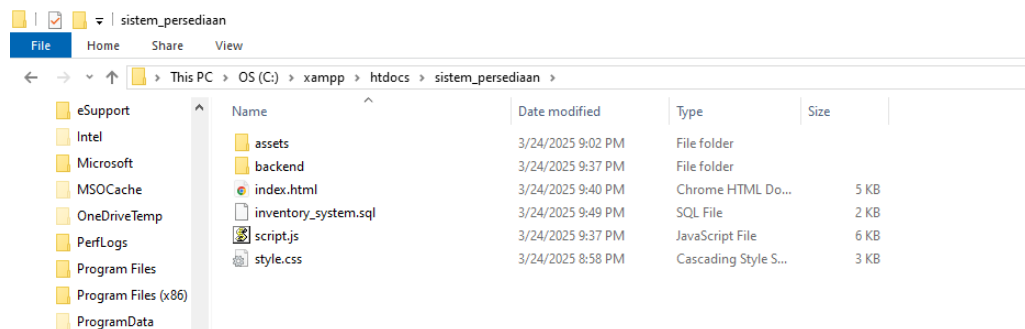 sistem_persediaan
File Home Share View
This PC > OS (C:) > xampp > htdocs > sistem_persediaan >
eSupport
Intel
Microsoft
MSOCache
OneDriveTemp
PerfLogs
Program Files
Program Files (x86)
ProgramData
Name Date modified Type Size
assets 3/24/2025 9:02 PM File folder
backend 3/24/2025 9:37 PM File folder
index.html 3/24/2025 9:40 PM Chrome HTML Do... 5 KB
inventory_system.sql 3/24/2025 9:49 PM SQL File 2 KB
script.js 3/24/2025 9:37 PM JavaScript File 6 KB
style.css 3/24/2025 8:58 PM Cascading Style S... 3 KB